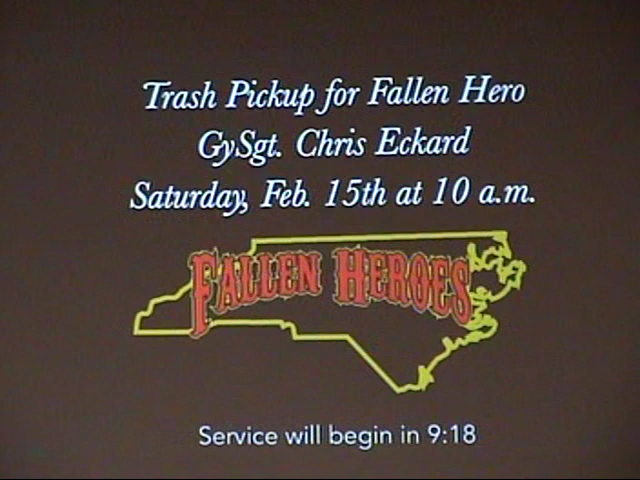 Trash Pickup for Fallen Hero
GySgt. Chris Eckard
Saturday, Feb. 15th at 10 a.m.
FALLEN HEROES
Service will begin in 9:18